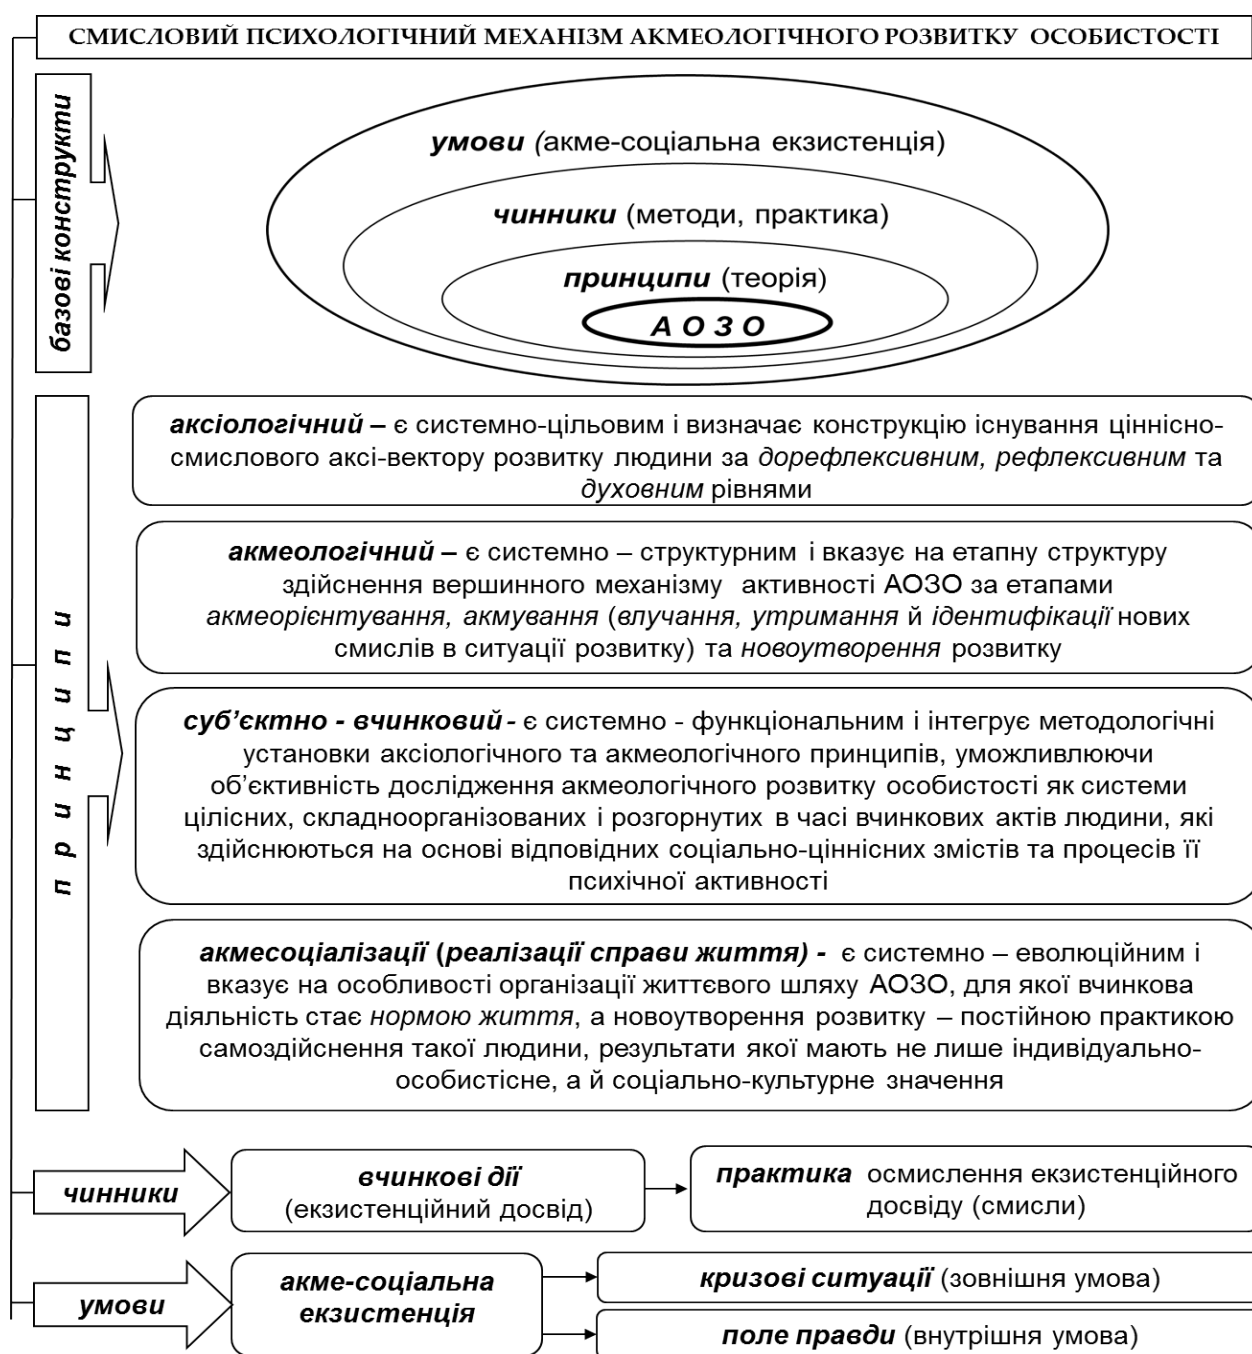 СМИСЛОВИЙ ПСИХОЛОГІЧНИЙ МЕХАНІЗМ АКМЕОЛОГІЧНОГО РОЗВИТКУ ОСОБИСТОСТІ
базові конструкти
умови (акме-соціальна екзистенція)
чинники (методи, практика)
принципи (теорія)
А О З О
п р и н ц и п и
аксіологічний – є системно-цільовим і визначає конструкцію існування ціннісно-
смислового аксі-вектору розвитку людини за дорефлексивним, рефлексивним та
духовним рівнями
акмеологічний – є системно – структурним і вказує на етапну структуру
здійснення вершинного механізму активності АОЗО за етапами
акмеорієнтування, акмування (влучання, утримання й ідентифікації нових
смислів в ситуації розвитку) та новоутворення розвитку
суб’єктно - вчинковий - є системно - функціональним і інтегрує методологічні
установки аксіологічного та акмеологічного принципів, уможливлюючи
об’єктивність дослідження акмеологічного розвитку особистості як системи
цілісних, складноорганізованих і розгорнутих в часі вчинкових актів людини, які
здійснюються на основі відповідних соціально-ціннісних змістів та процесів її
психічної активності
акмесоціалізації (реалізації справи життя) - є системно – еволюційним і
вказує на особливості організації життєвого шляху АОЗО, для якої вчинкова
діяльність стає нормою життя, а новоутворення розвитку – постійною практикою
самоздійснення такої людини, результати якої мають не лише індивідуально-
особистісне, а й соціально-культурне значення
чинники
вчинкові дії
(екзистенційний досвід)
практика осмислення екзистенційного
досвіду (смисли)
умови
акме-соціальна
екзистенція
кризові ситуації (зовнішня умова)
поле правди (внутрішня умова)